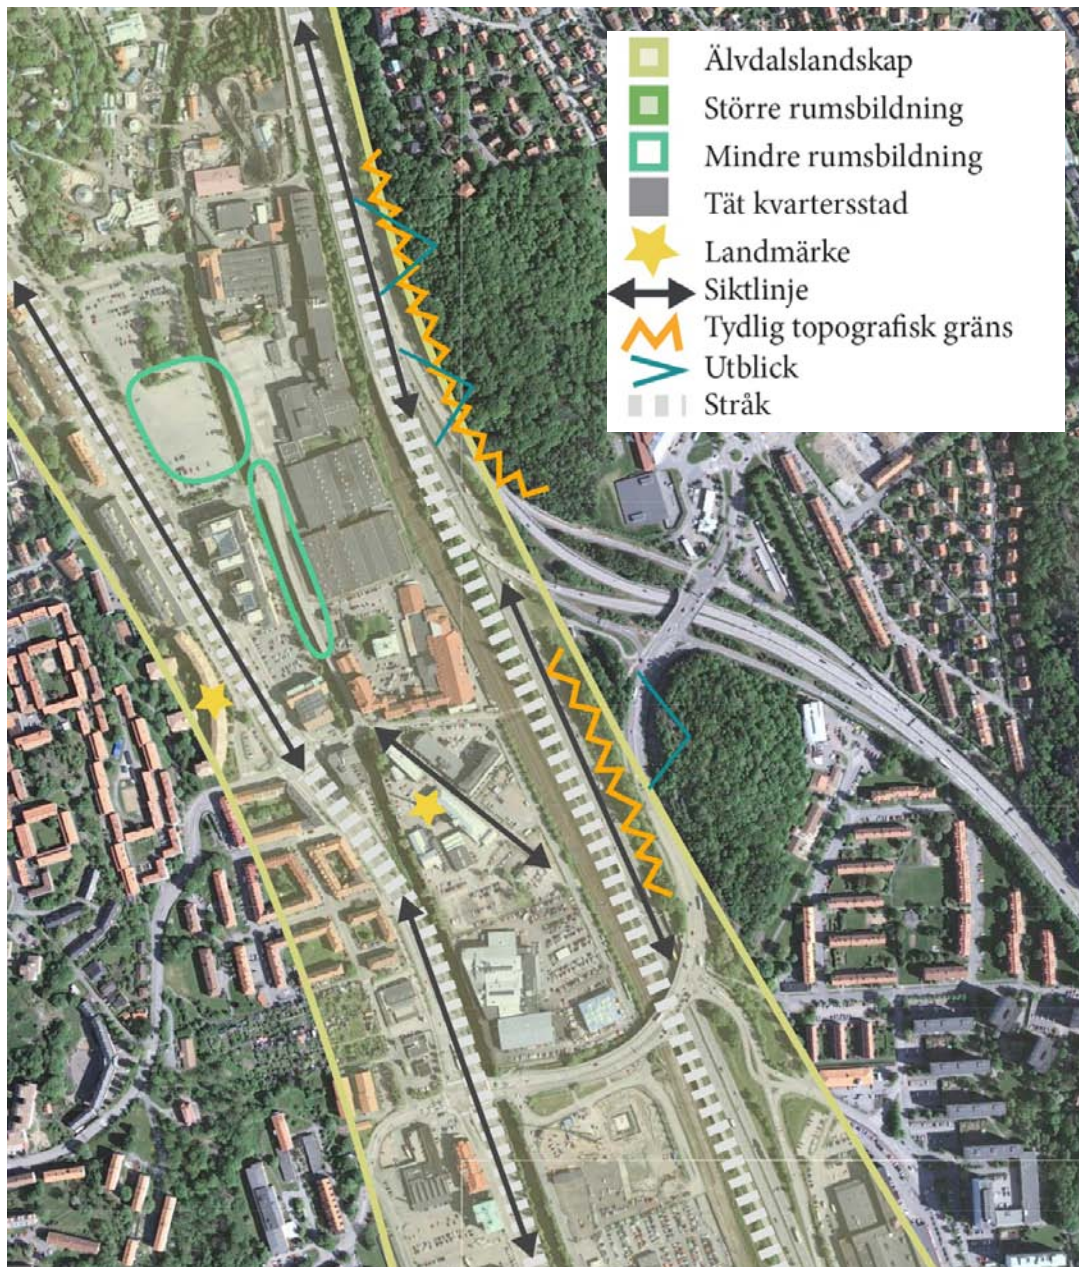 Älvdalslandskap
Större rumsbildning
Mindre rumsbildning
Tät kvartersstad
Landmärke
Siktlinje
Tydlig topografisk gräns
Utblick
Stråk